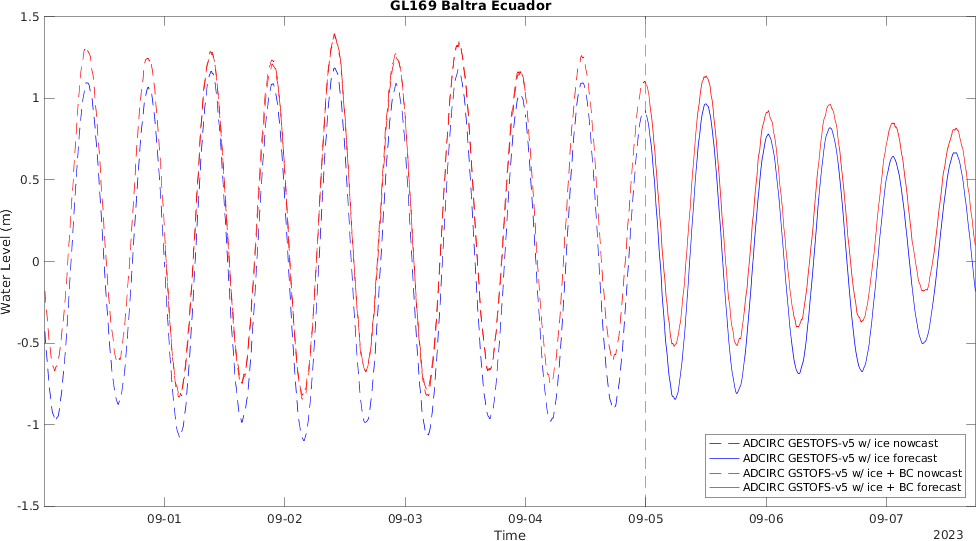 GL169 Baltra Ecuador
1.5
1
0.5
0
-0.5
-1
-1.5
Water Level (m)
ADCIRC GESTOFS-v5 w/ ice nowcast
ADCIRC GESTOFS-v5 w/ ice forecast
ADCIRC GSTOFS-v5 w/ ice + BC nowcast
ADCIRC GSTOFS-v5 w/ ice + BC forecast
09-01 09-02 09-03 09-04 09-05 09-06 09-07
Time
2023